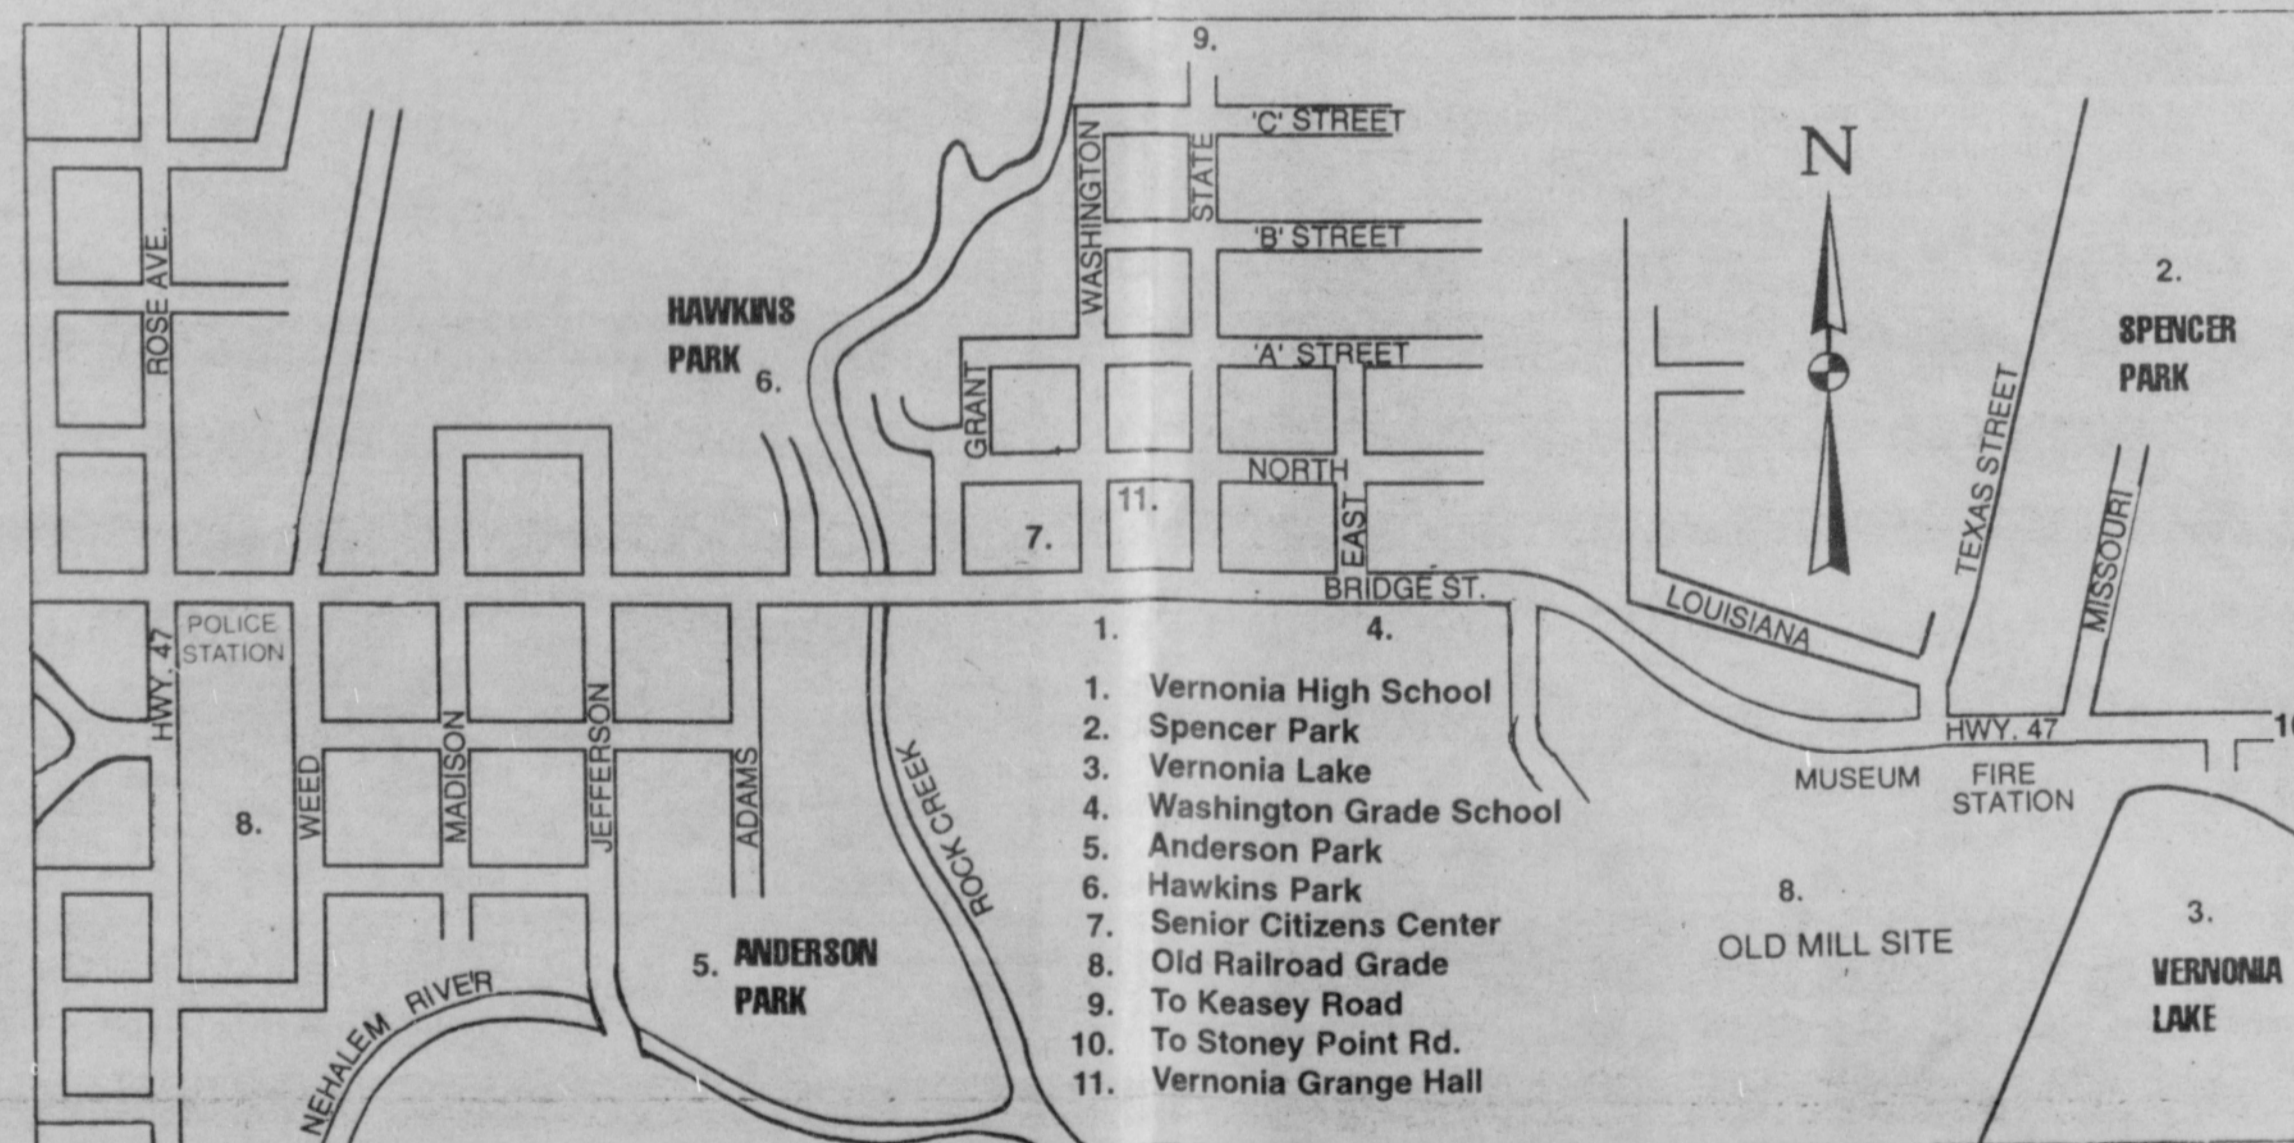 9.
'C' STREET
WASHINGTON
STATE
N
ROSE AVE.
'B' STREET
2.
SPENCER
PARK
HAWKINS
PARK
6.
'A' STREET
GRANT
TEXAS STREET
NORTH
11.
7.
EAST
MISSOURI
BRIDGE ST.
LOUISIANA
POLICE
STATION
HWY. 47
1.
4.
1. Vernonia High School
2. Spencer Park
3. Vernonia Lake
4. Washington Grade School
5. Anderson Park
6. Hawkins Park
7. Senior Citizens Center
8. Old Railroad Grade
9. To Keasey Road
10. To Stoney Point Rd.
11. Vernonia Grange Hall
HWY. 47
MUSEUM
FIRE
STATION
8.
WEED
MADISON
JEFFERSON
ADAMS
ROCK CREEK
8.
OLD MILL SITE
3.
VERNONIA
LAKE
5.
ANDERSON
PARK
NEHALEM RIVER